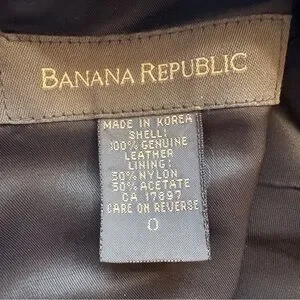 BANANA REPUBLIC
MADE IN KOREA
SHELL:
100% GENUINE
LEATHER
LINING:
50% NYLON
50% ACETATE
CA 17897
CARE ON REVERSE
0